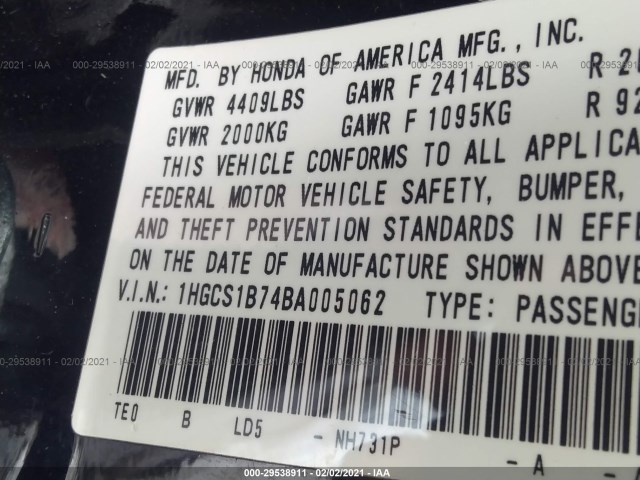 000-29538911 - 02/02/2021 - IAA
MFD. BY HONDA OF AMERICA MFG., INC.
GVWR 4409LBS GAWR F 2414LBS R
GVWR 2000KG GAWR F 1095KG R
THIS VEHICLE CONFORMS TO ALL
FEDERAL MOTOR VEHICLE SAFETY, BUMPER,
AND THEFT PREVENTION STANDARDS IN
ON THE DATE OF MANUFACTURE SHOWN ABOVE
V.I.N.: 1HGCS1B74BA005062 TYPE:
TE0 B LD5 - NH731P - A -
000-29538911 - 02/02/2021 - IAA